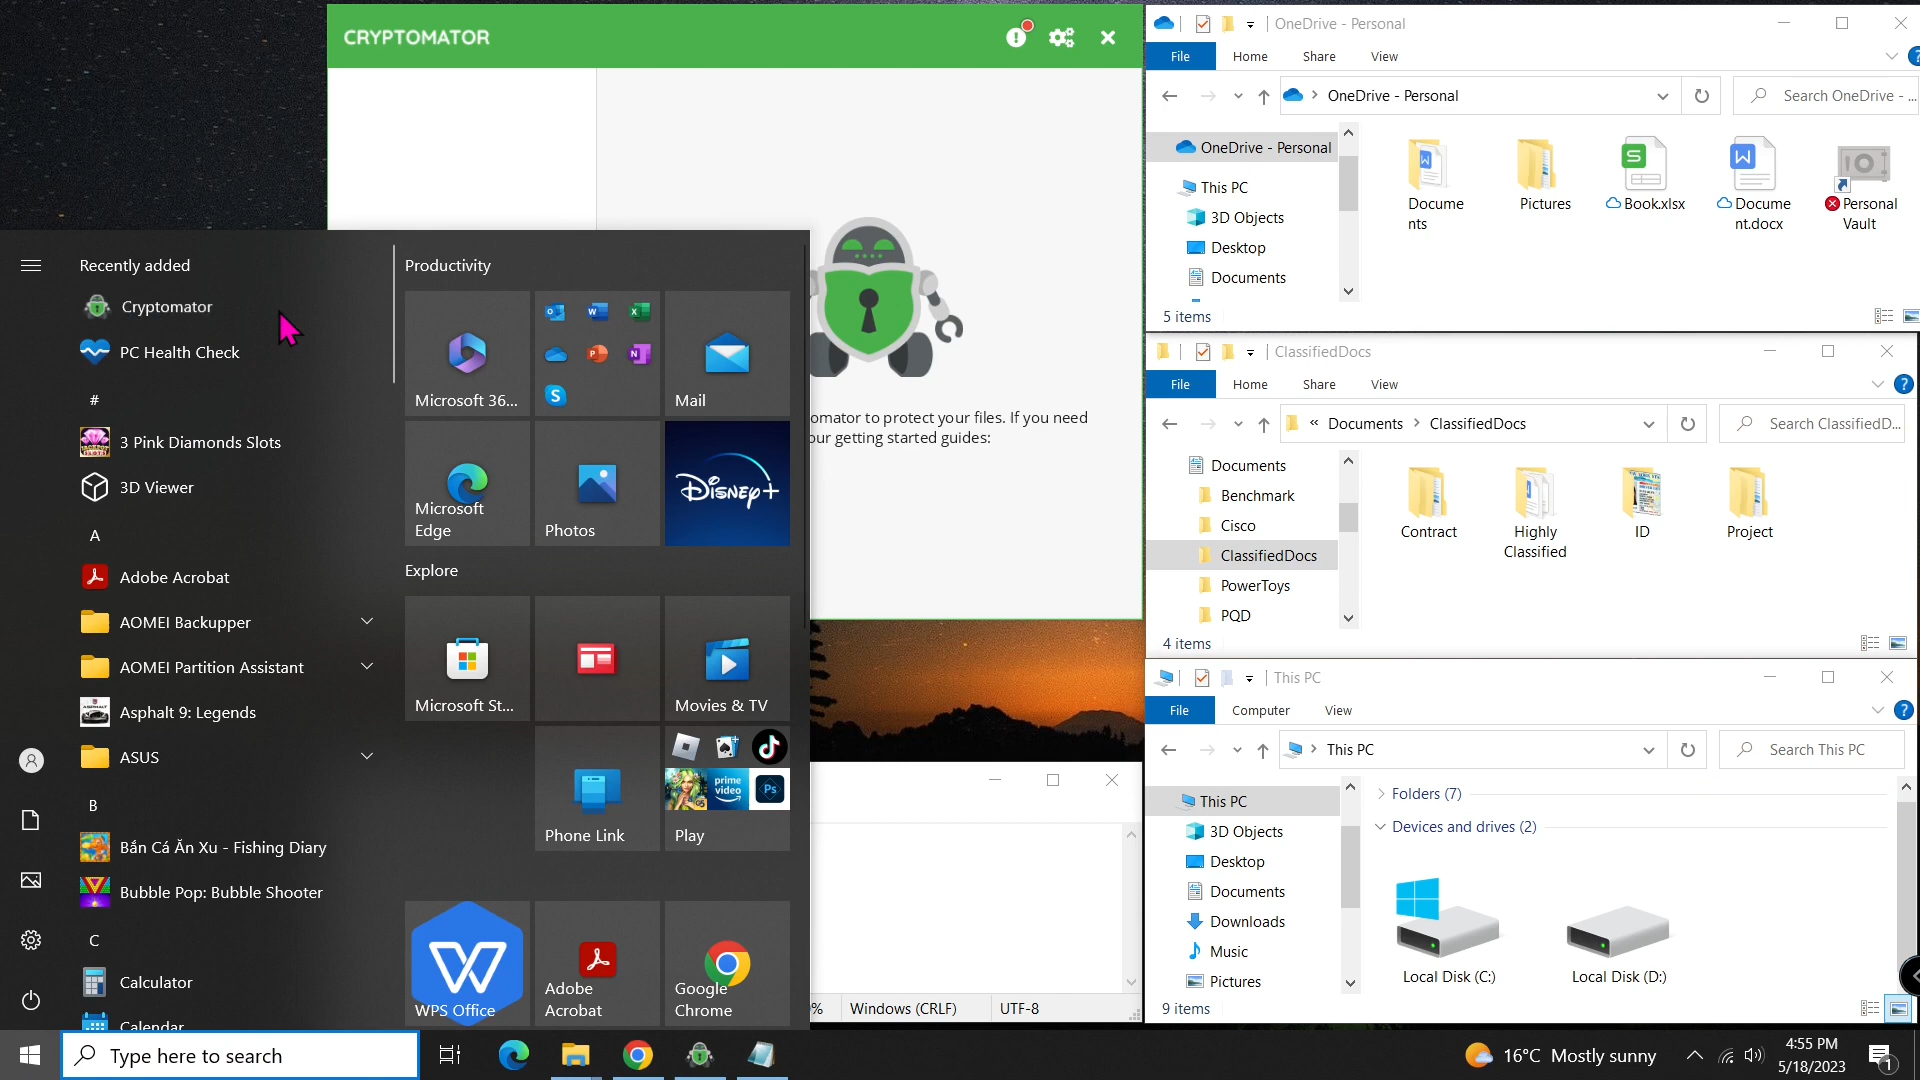 CRYPTOMATOR
omator to protect your files. If you need
our getting started guides:
Recently added
Cryptomator
PC Health Check
#
3 Pink Diamonds Slots
3D Viewer
A
Adobe Acrobat
AOMEI Backupper
AOMEI Partition Assistant
Asphalt 9: Legends
ASUS
B
Bắn Cá Ăn Xu - Fishing Diary
Bubble Pop: Bubble Shooter
C
Calculator
Calendar
Productivity
Microsoft 36...
Mail
Microsoft
Edge
Photos
Disney+
Explore
Microsoft St...
Movies & TV
Phone Link
prime
video
Ps
Play
WPS Office
Adobe
Acrobat
Google
Chrome
%
Windows (CRLF)
UTF-8
OneDrive - Personal
File
Home
Share
View
OneDrive - Personal
Search OneDrive - ...
OneDrive - Personal
This PC
3D Objects
Desktop
Documents
Docume
nts
Pictures
Book.xlsx
Docume
nt.docx
Personal
Vault
5 items
ClassifiedDocs
File
Home
Share
View
« Documents > ClassifiedDocs
Search ClassifiedD...
Documents
Benchmark
Cisco
ClassifiedDocs
PowerToys
PQD
Contract
Highly
Classified
ID
Project
4 items
This PC
File
Computer
View
This PC
Search This PC
This PC
3D Objects
Desktop
Documents
Downloads
Music
Pictures
Folders (7)
Devices and drives (2)
Local Disk (C:)
Local Disk (D:)
9 items
Type here to search
16°C Mostly sunny
4:55 PM
5/18/2023
1